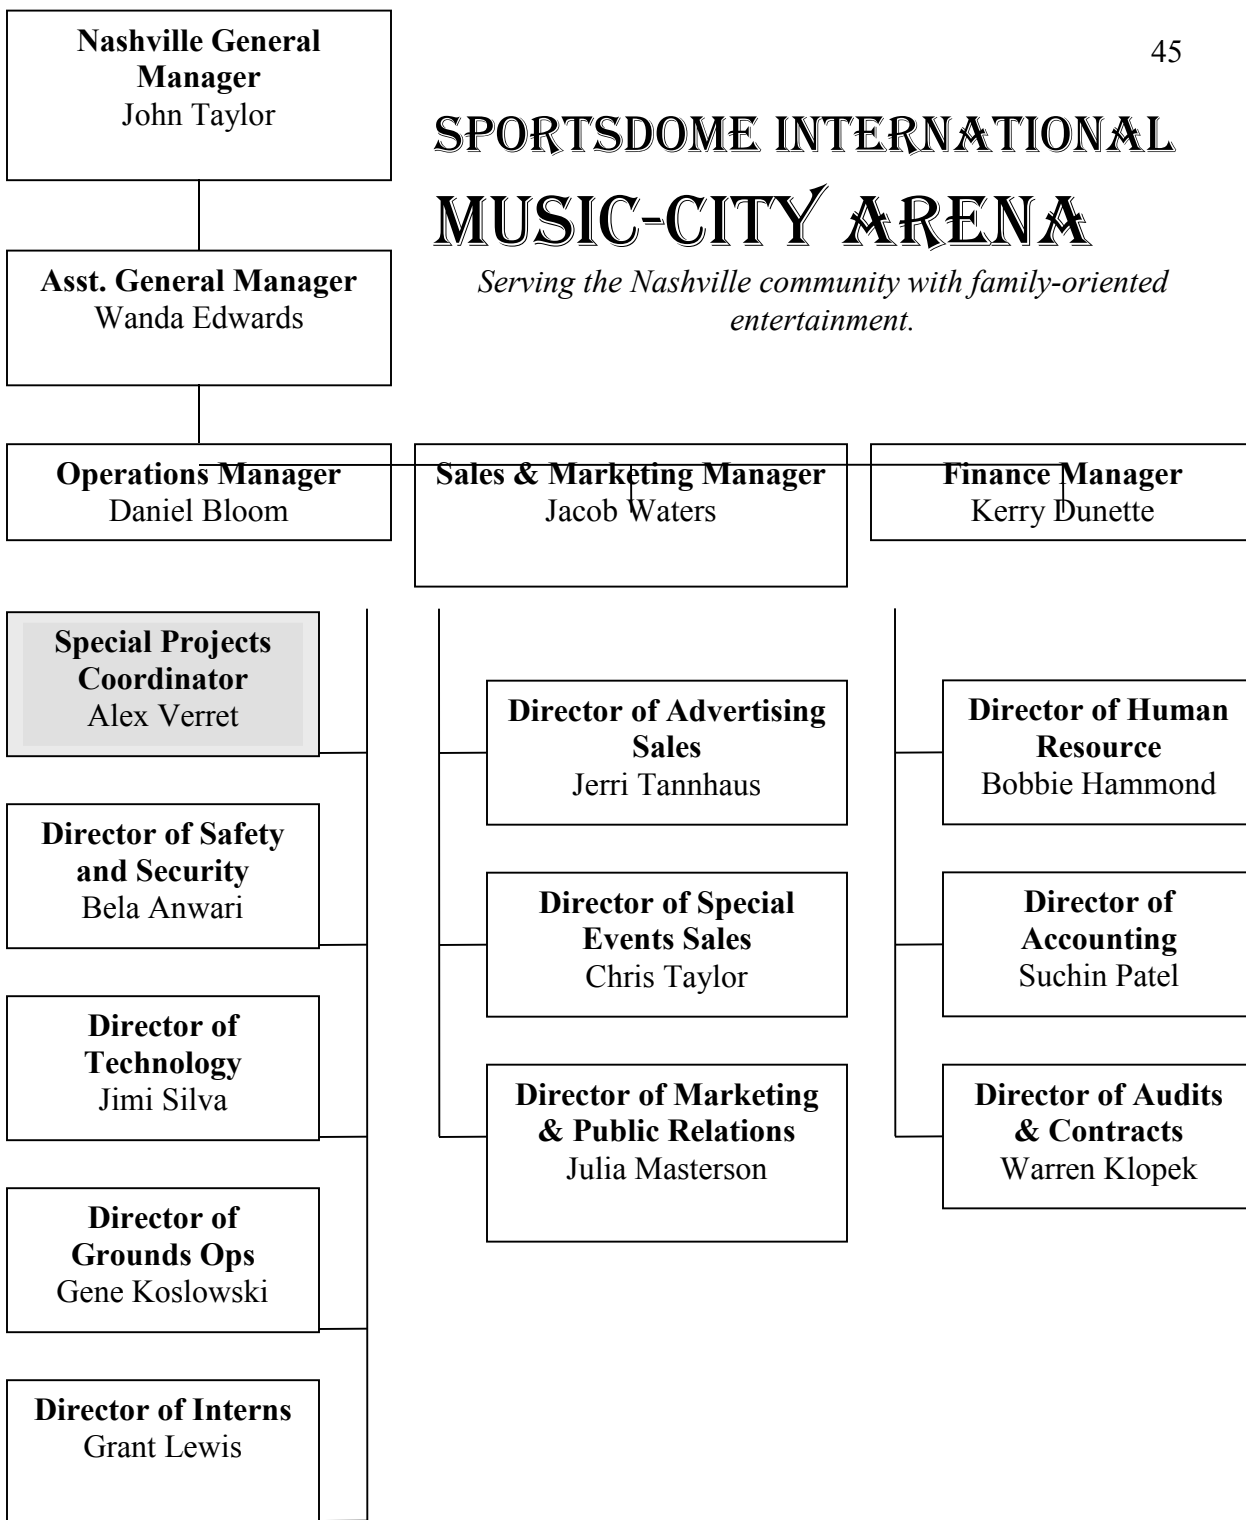 45
Nashville General
Manager
John Taylor
SPORTSDOME INTERNATIONAL
MUSIC-CITY ARENA
Serving the Nashville community with family-oriented
entertainment.
Asst. General Manager
Wanda Edwards
Operations Manager
Daniel Bloom
Sales & Marketing Manager
Jacob Waters
Finance Manager
Kerry Dunette
Special Projects
Coordinator
Alex Verret
Director of Safety
and Security
Bela Anwari
Director of
Technology
Jimi Silva
Director of
Grounds Ops
Gene Koslowski
Director of Interns
Grant Lewis
Director of Advertising
Sales
Jerri Tannhaus
Director of Special
Events Sales
Chris Taylor
Director of Marketing
& Public Relations
Julia Masterson
Director of Human
Resource
Bobbie Hammond
Director of
Accounting
Suchin Patel
Director of Audits
& Contracts
Warren Klopek